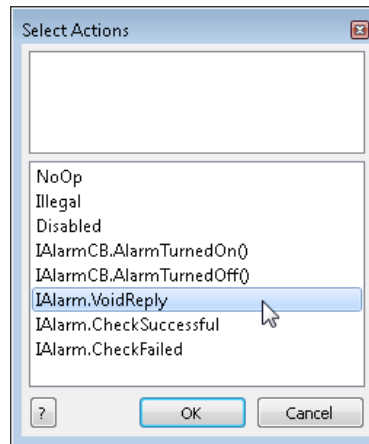 Select Actions
NoOp
Illegal
Disabled
IAlarmCB.AlarmTurnedOn()
IAlarmCB.AlarmTurnedOff()
IAlarm.VoidReply
IAlarm.CheckSuccessful
IAlarm.CheckFailed
? OK Cancel